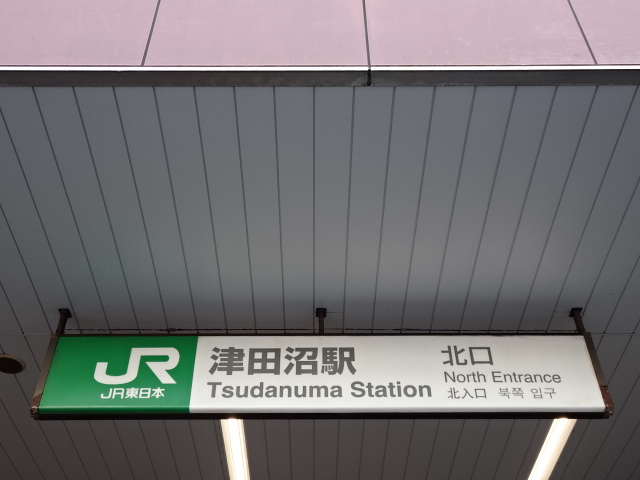 JR
JR東日本
津田沼駅
Tsudanuma Station
北口
North Entrance
北入口 북쪽 입구